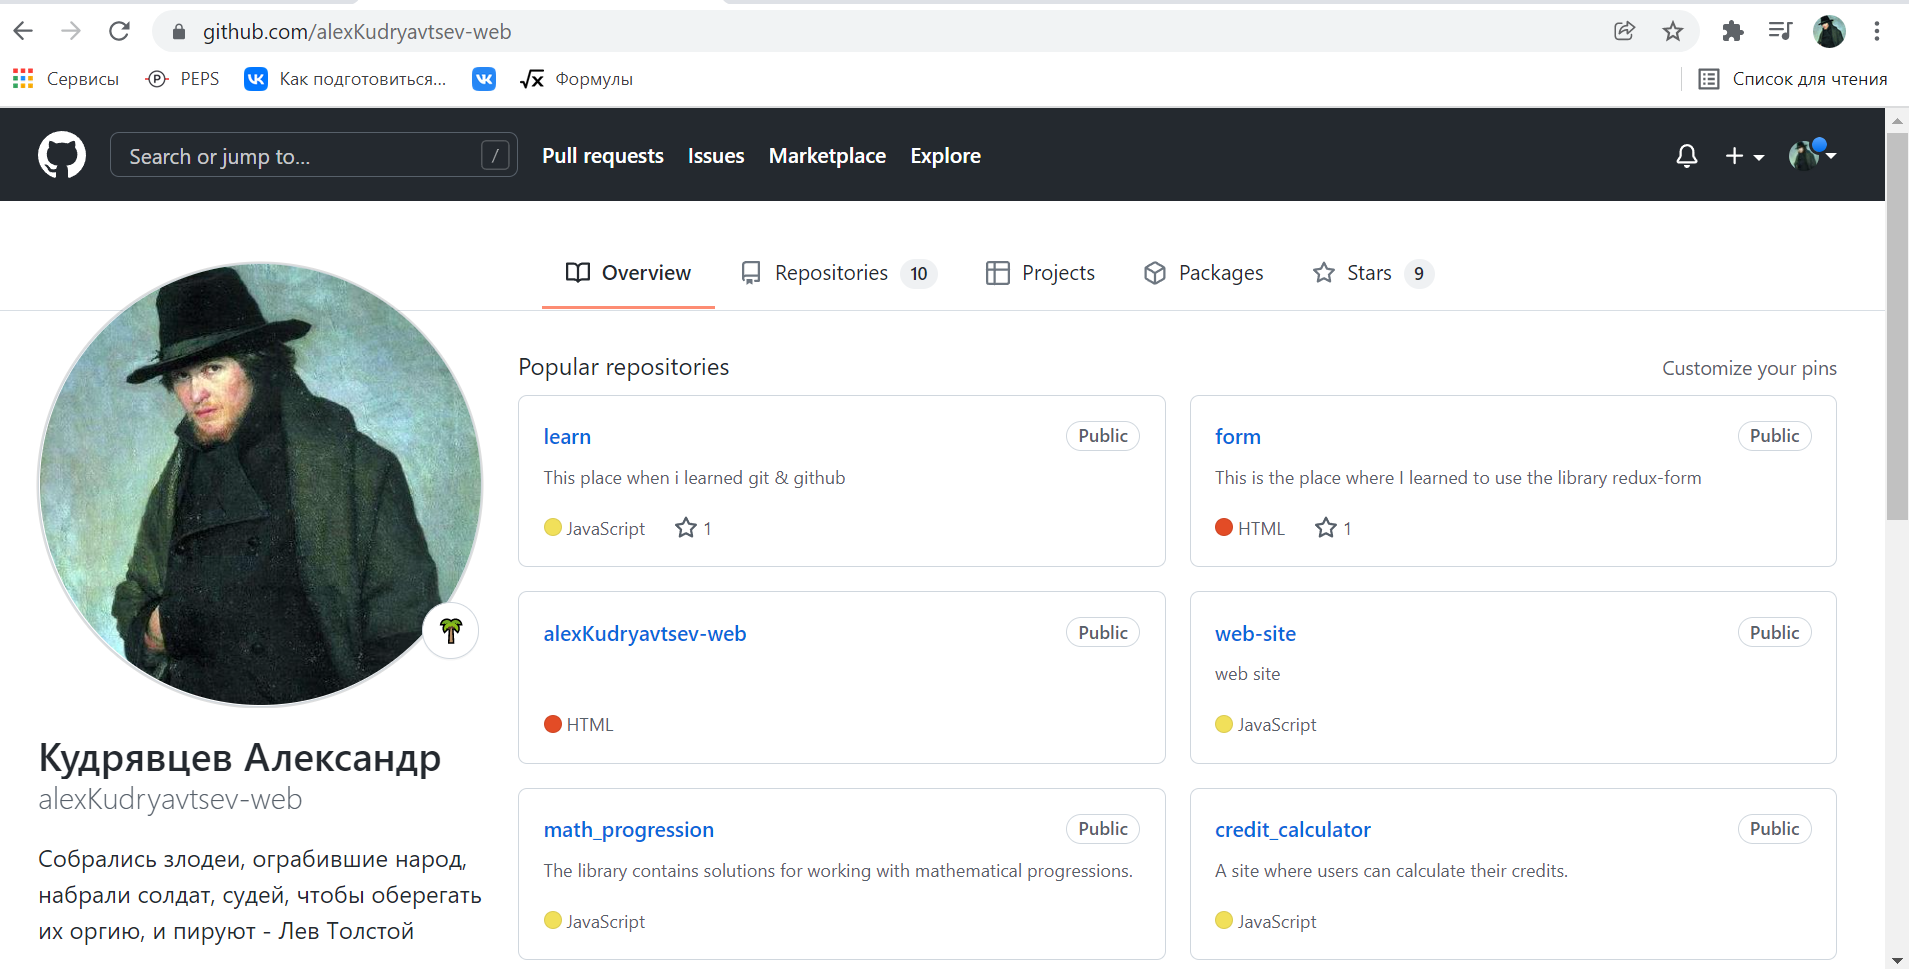 github.com/alexKudryavtsev-web
Сервисы PEPS Как подготовиться... Формулы Список для чтения
Search or jump to... / Pull requests Issues Marketplace Explore
Overview Repositories 10 Projects Packages Stars 9
Popular repositories Customize your pins
learn Public
This place when i learned git & github
JavaScript 1
form Public
This is the place where I learned to use the library redux-form
HTML 1
alexKudryavtsev-web Public
HTML
web-site Public
web site
JavaScript
math_progression Public
The library contains solutions for working with mathematical progressions.
JavaScript
credit_calculator Public
A site where users can calculate their credits.
JavaScript
Кудрявцев Александр
alexKudryavtsev-web
Собрались злодеи, ограбившие народ,
набрали солдат, судей, чтобы оберегать
их оргию, и пируют - Лев Толстой